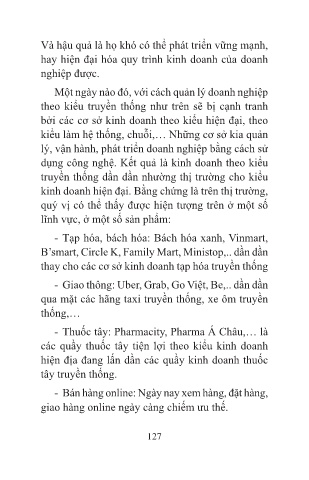 Và hậu quả là họ khó có thể phát triển vững mạnh,
hay hiện đại hóa quy trình kinh doanh của doanh
nghiệp được.
Một ngày nào đó, với cách quản lý doanh nghiệp
theo kiểu truyền thống như trên sẽ bị cạnh tranh
bởi các cơ sở kinh doanh theo kiểu hiện đại, theo
kiểu làm hệ thống, chuỗi,… Những cơ sở kia quản
lý, vận hành, phát triển doanh nghiệp bằng cách sử
dụng công nghệ. Kết quả là kinh doanh theo kiểu
truyền thống dần dần nhường thị trường cho kiểu
kinh doanh hiện đại. Bằng chứng là trên thị trường,
quý vị có thể thấy được hiện tượng trên ở một số
lĩnh vực, ở một số sản phẩm:
- Tạp hóa, bách hóa: Bách hóa xanh, Vinmart,
B’smart, Circle K, Family Mart, Ministop,.. dần dần
thay cho các cơ sở kinh doanh tạp hóa truyền thống
- Giao thông: Uber, Grab, Go Việt, Be,.. dần dần
qua mặt các hãng taxi truyền thống, xe ôm truyền
thống,…
- Thuốc tây: Pharmacity, Pharma Á Châu,… là
các quầy thuốc tây tiện lợi theo kiểu kinh doanh
hiện địa đang lấn dần các quầy kinh doanh thuốc
tây truyền thống.
- Bán hàng online: Ngày nay xem hàng, đặt hàng,
giao hàng online ngày càng chiếm ưu thế.
127